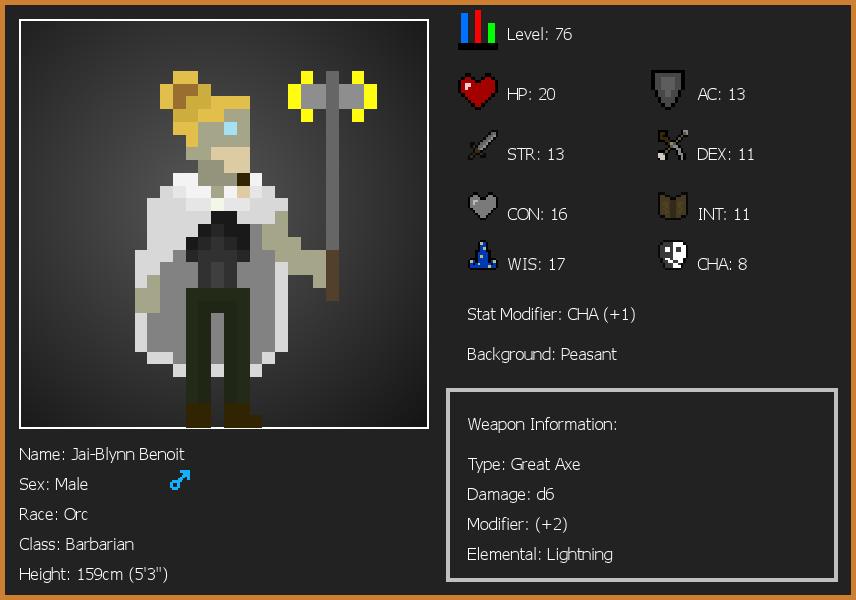 Level: 76
HP: 20
AC: 13
STR: 13
DEX: 11
CON: 16
INT: 11
WIS: 17
CHA: 8
Stat Modifier: CHA (+1)
Background: Peasant
Weapon Information:
Type: Great Axe
Damage: d6
Modifier: (+2)
Elemental: Lightning
Name: Jai-Blynn Benoit
Sex: Male
Race: Orc
Class: Barbarian
Height: 159cm (5'3")